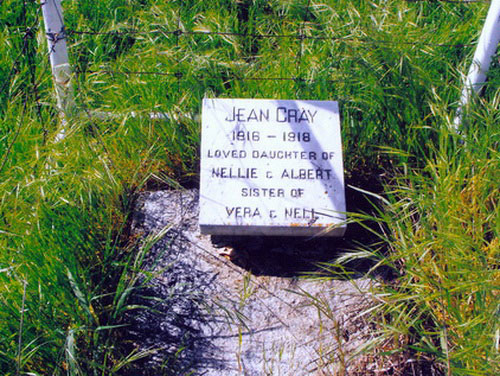 JEAN CRAY
1916 - 1918
LOVED DAUGHTER OF
NELLIE & ALBERT
SISTER OF
VERA & NELL